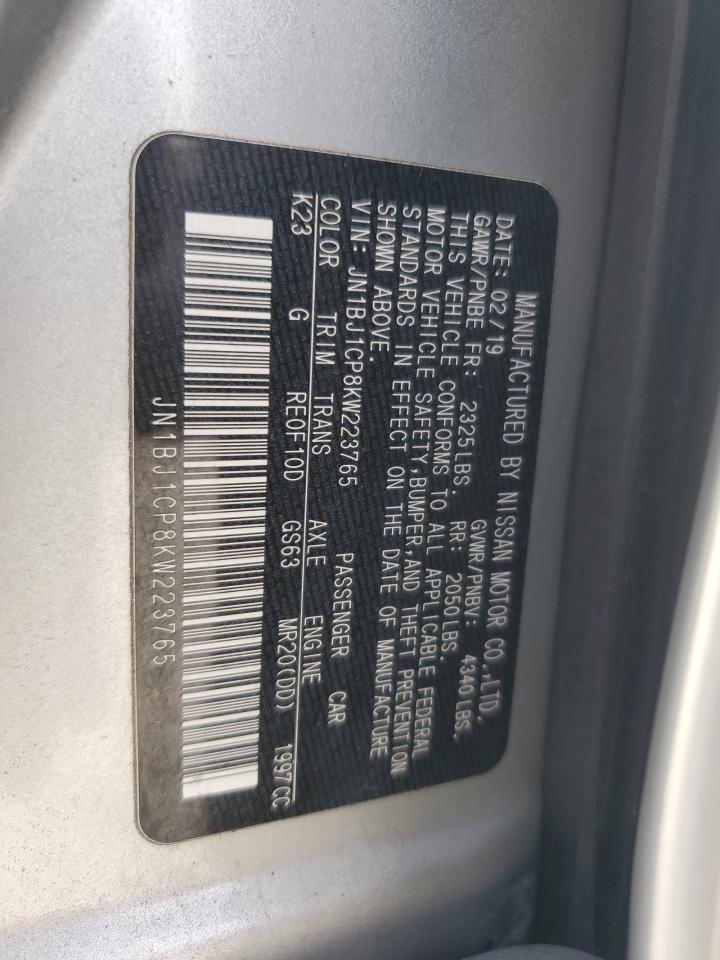 MANUFACTURED BY NISSAN MOTOR CO.,LTD.
DATE: 02/19 GVWR/PNBV: 4340LBS.
GAWR/PNBE FR: 2325LBS. RR: 2050LBS.
THIS VEHICLE CONFORMS TO ALL APPLICABLE FEDERAL
MOTOR VEHICLE SAFETY,BUMPER,AND THEFT PREVENTION
STANDARDS IN EFFECT ON THE DATE OF MANUFACTURE
SHOWN ABOVE.
VIN: JN1BJ1CP8KW223765 PASSENGER CAR
COLOR TRIM TRANS AXLE ENGINE
K23 G RE0F10D GS63 MR20(DD) 1997CC
JN1BJ1CP8KW223765